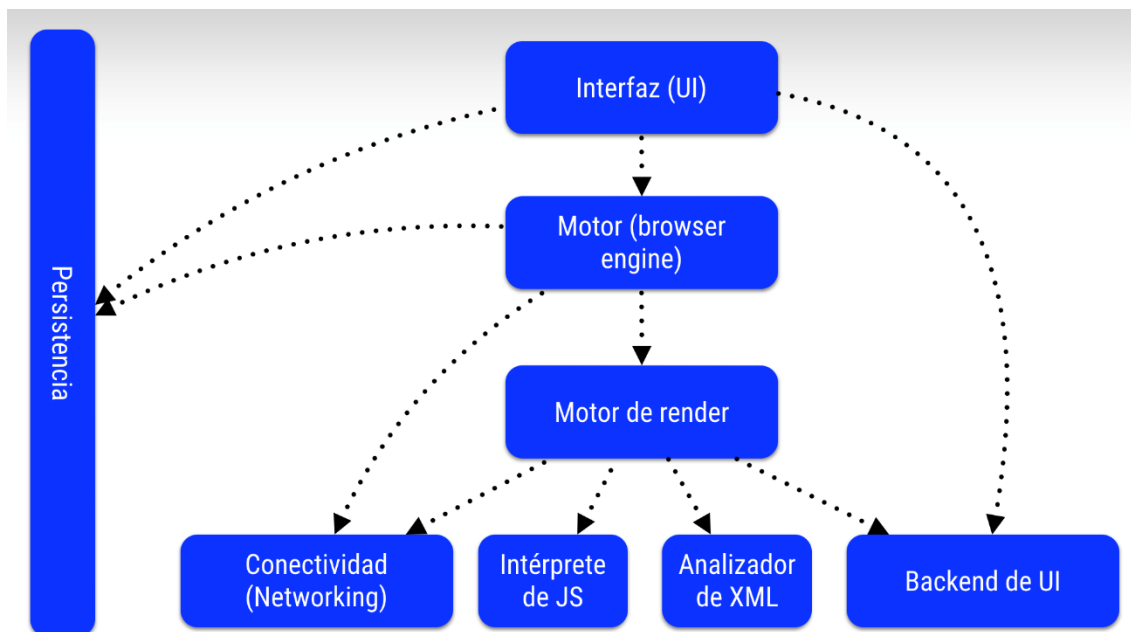 Interfaz (UI)
Motor (browser
engine)
Persistencia
Motor de render
Conectividad
(Networking)
Intérprete
de JS
Analizador
de XML
Backend de UI